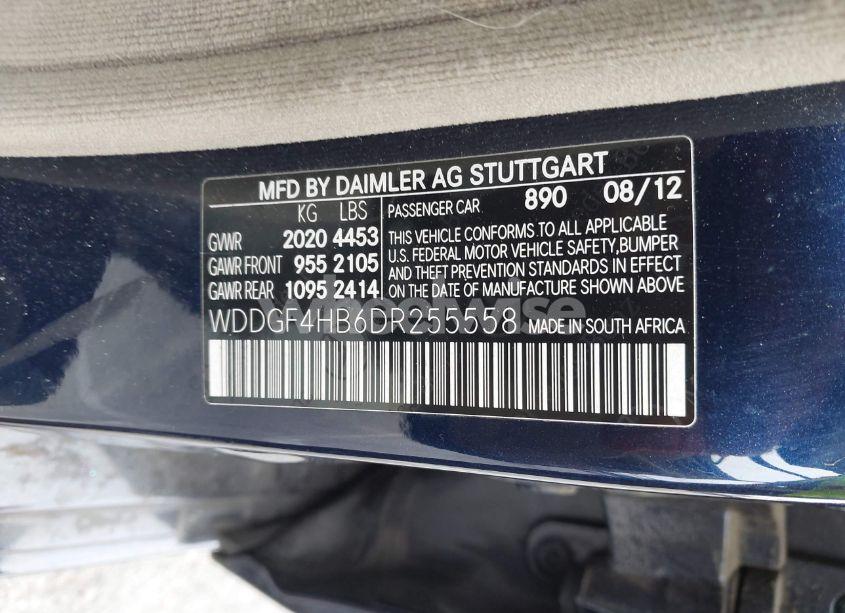 MFD BY DAIMLER AG STUTTGART
KG LBS PASSENGER CAR 890 08/12
GVWR 2020 4453
GAWR FRONT 955 2105
GAWR REAR 1095 2414
THIS VEHICLE CONFORMS TO ALL APPLICABLE
U.S. FEDERAL MOTOR VEHICLE SAFETY,BUMPER
AND THEFT PREVENTION STANDARDS IN EFFECT
ON THE DATE OF MANUFACTURE SHOWN ABOVE
WDDGF4HB6DR255558 MADE IN SOUTH AFRICA